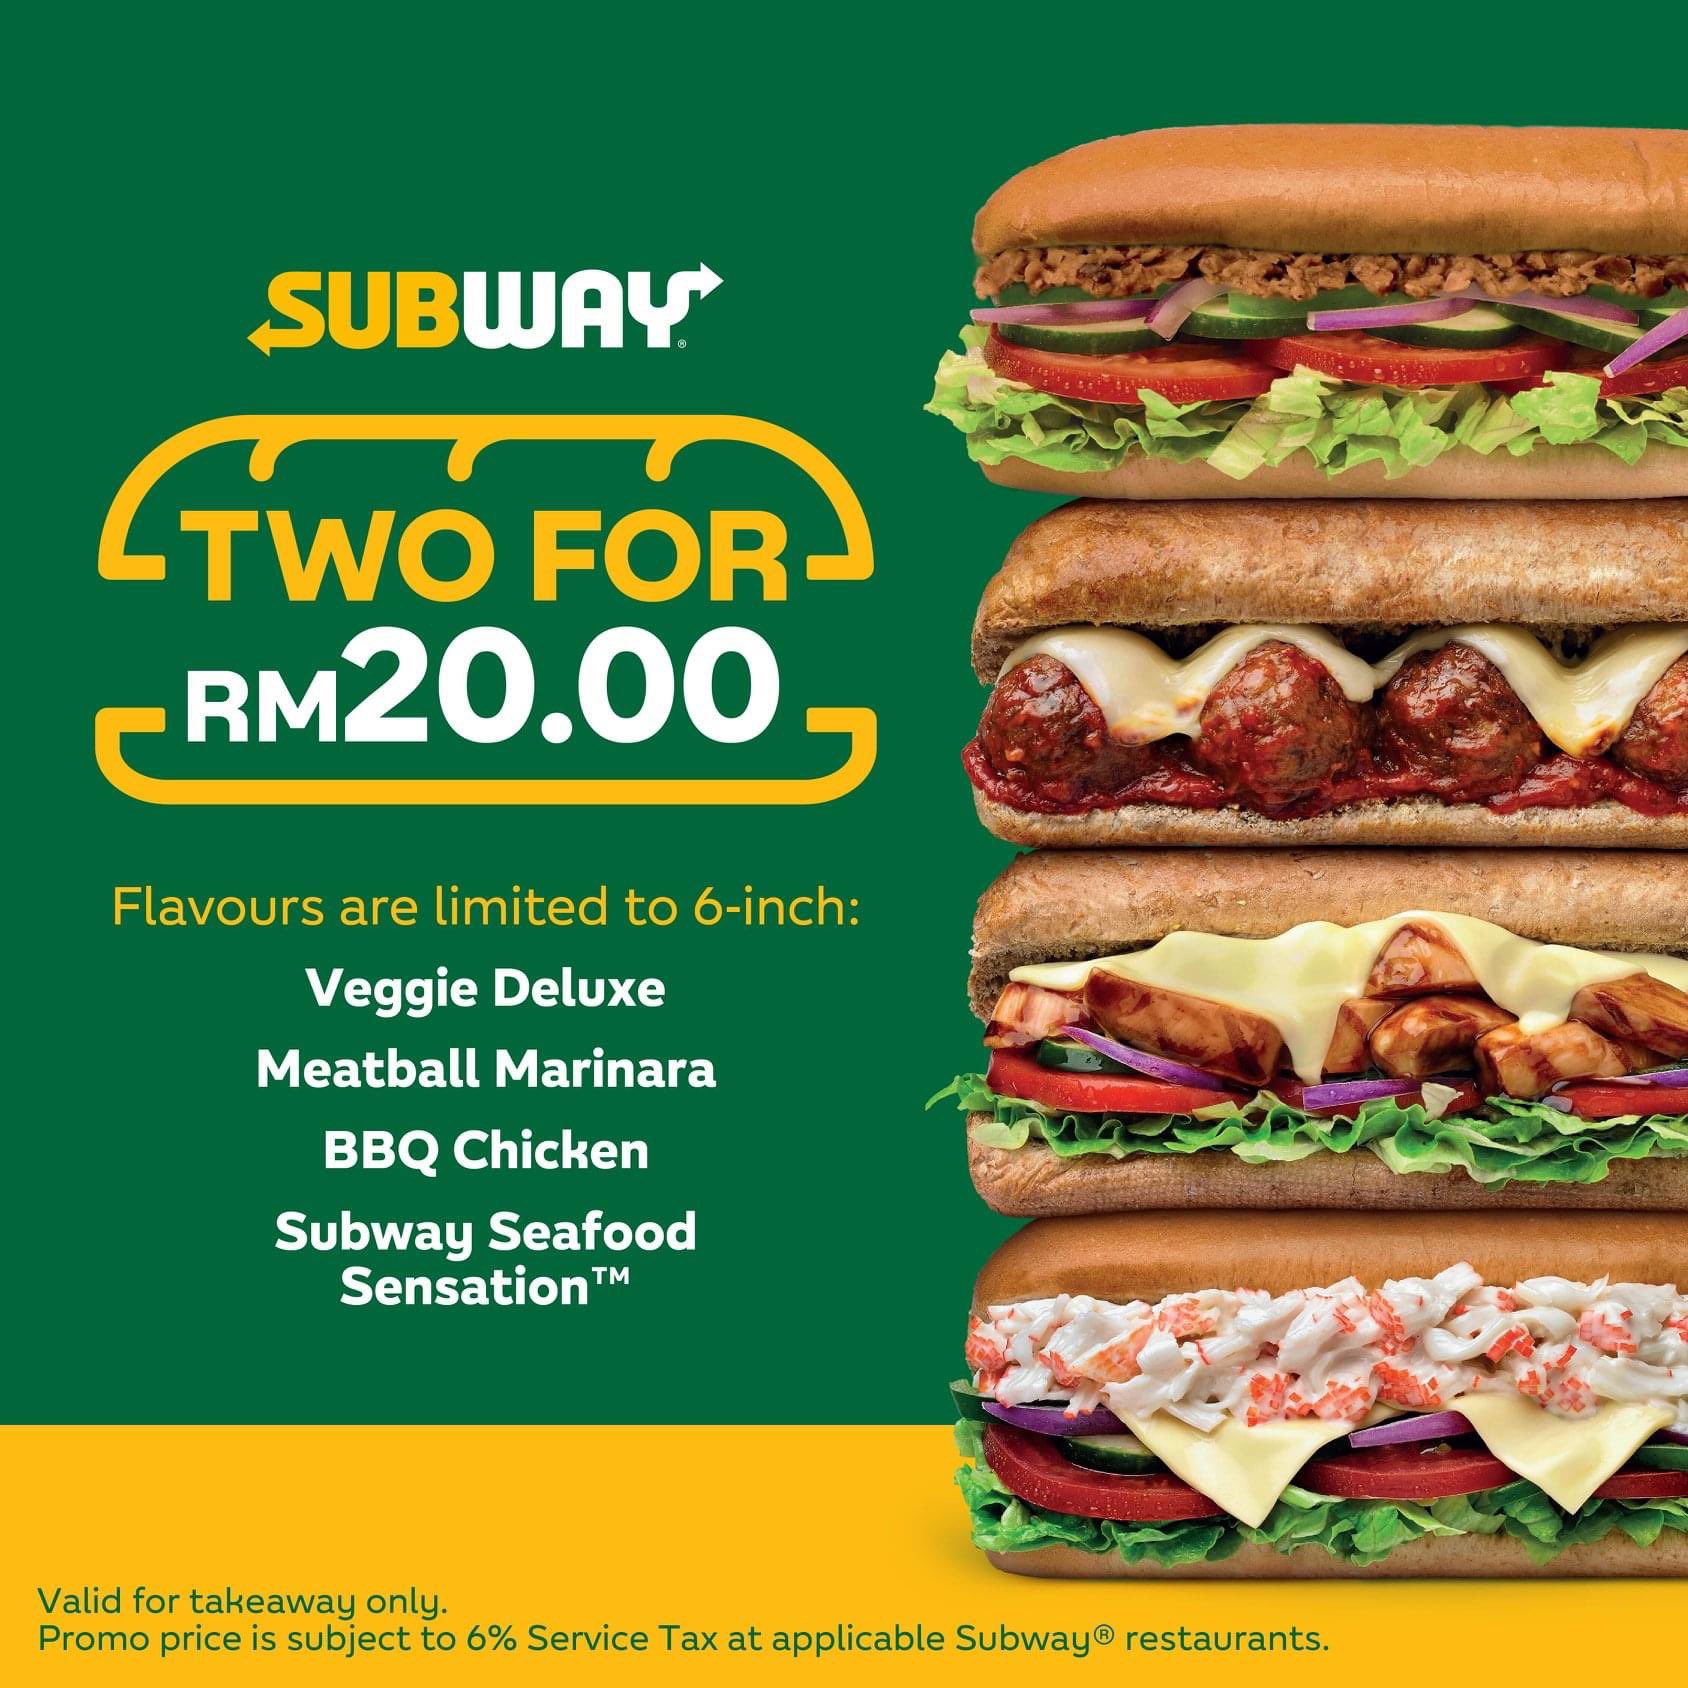 SUBWAY®
TWO FOR
RM20.00
Flavours are limited to 6-inch:
Veggie Deluxe
Meatball Marinara
BBQ Chicken
Subway Seafood
Sensation™
Valid for takeaway only.
Promo price is subject to 6% Service Tax at applicable Subway® restaurants.